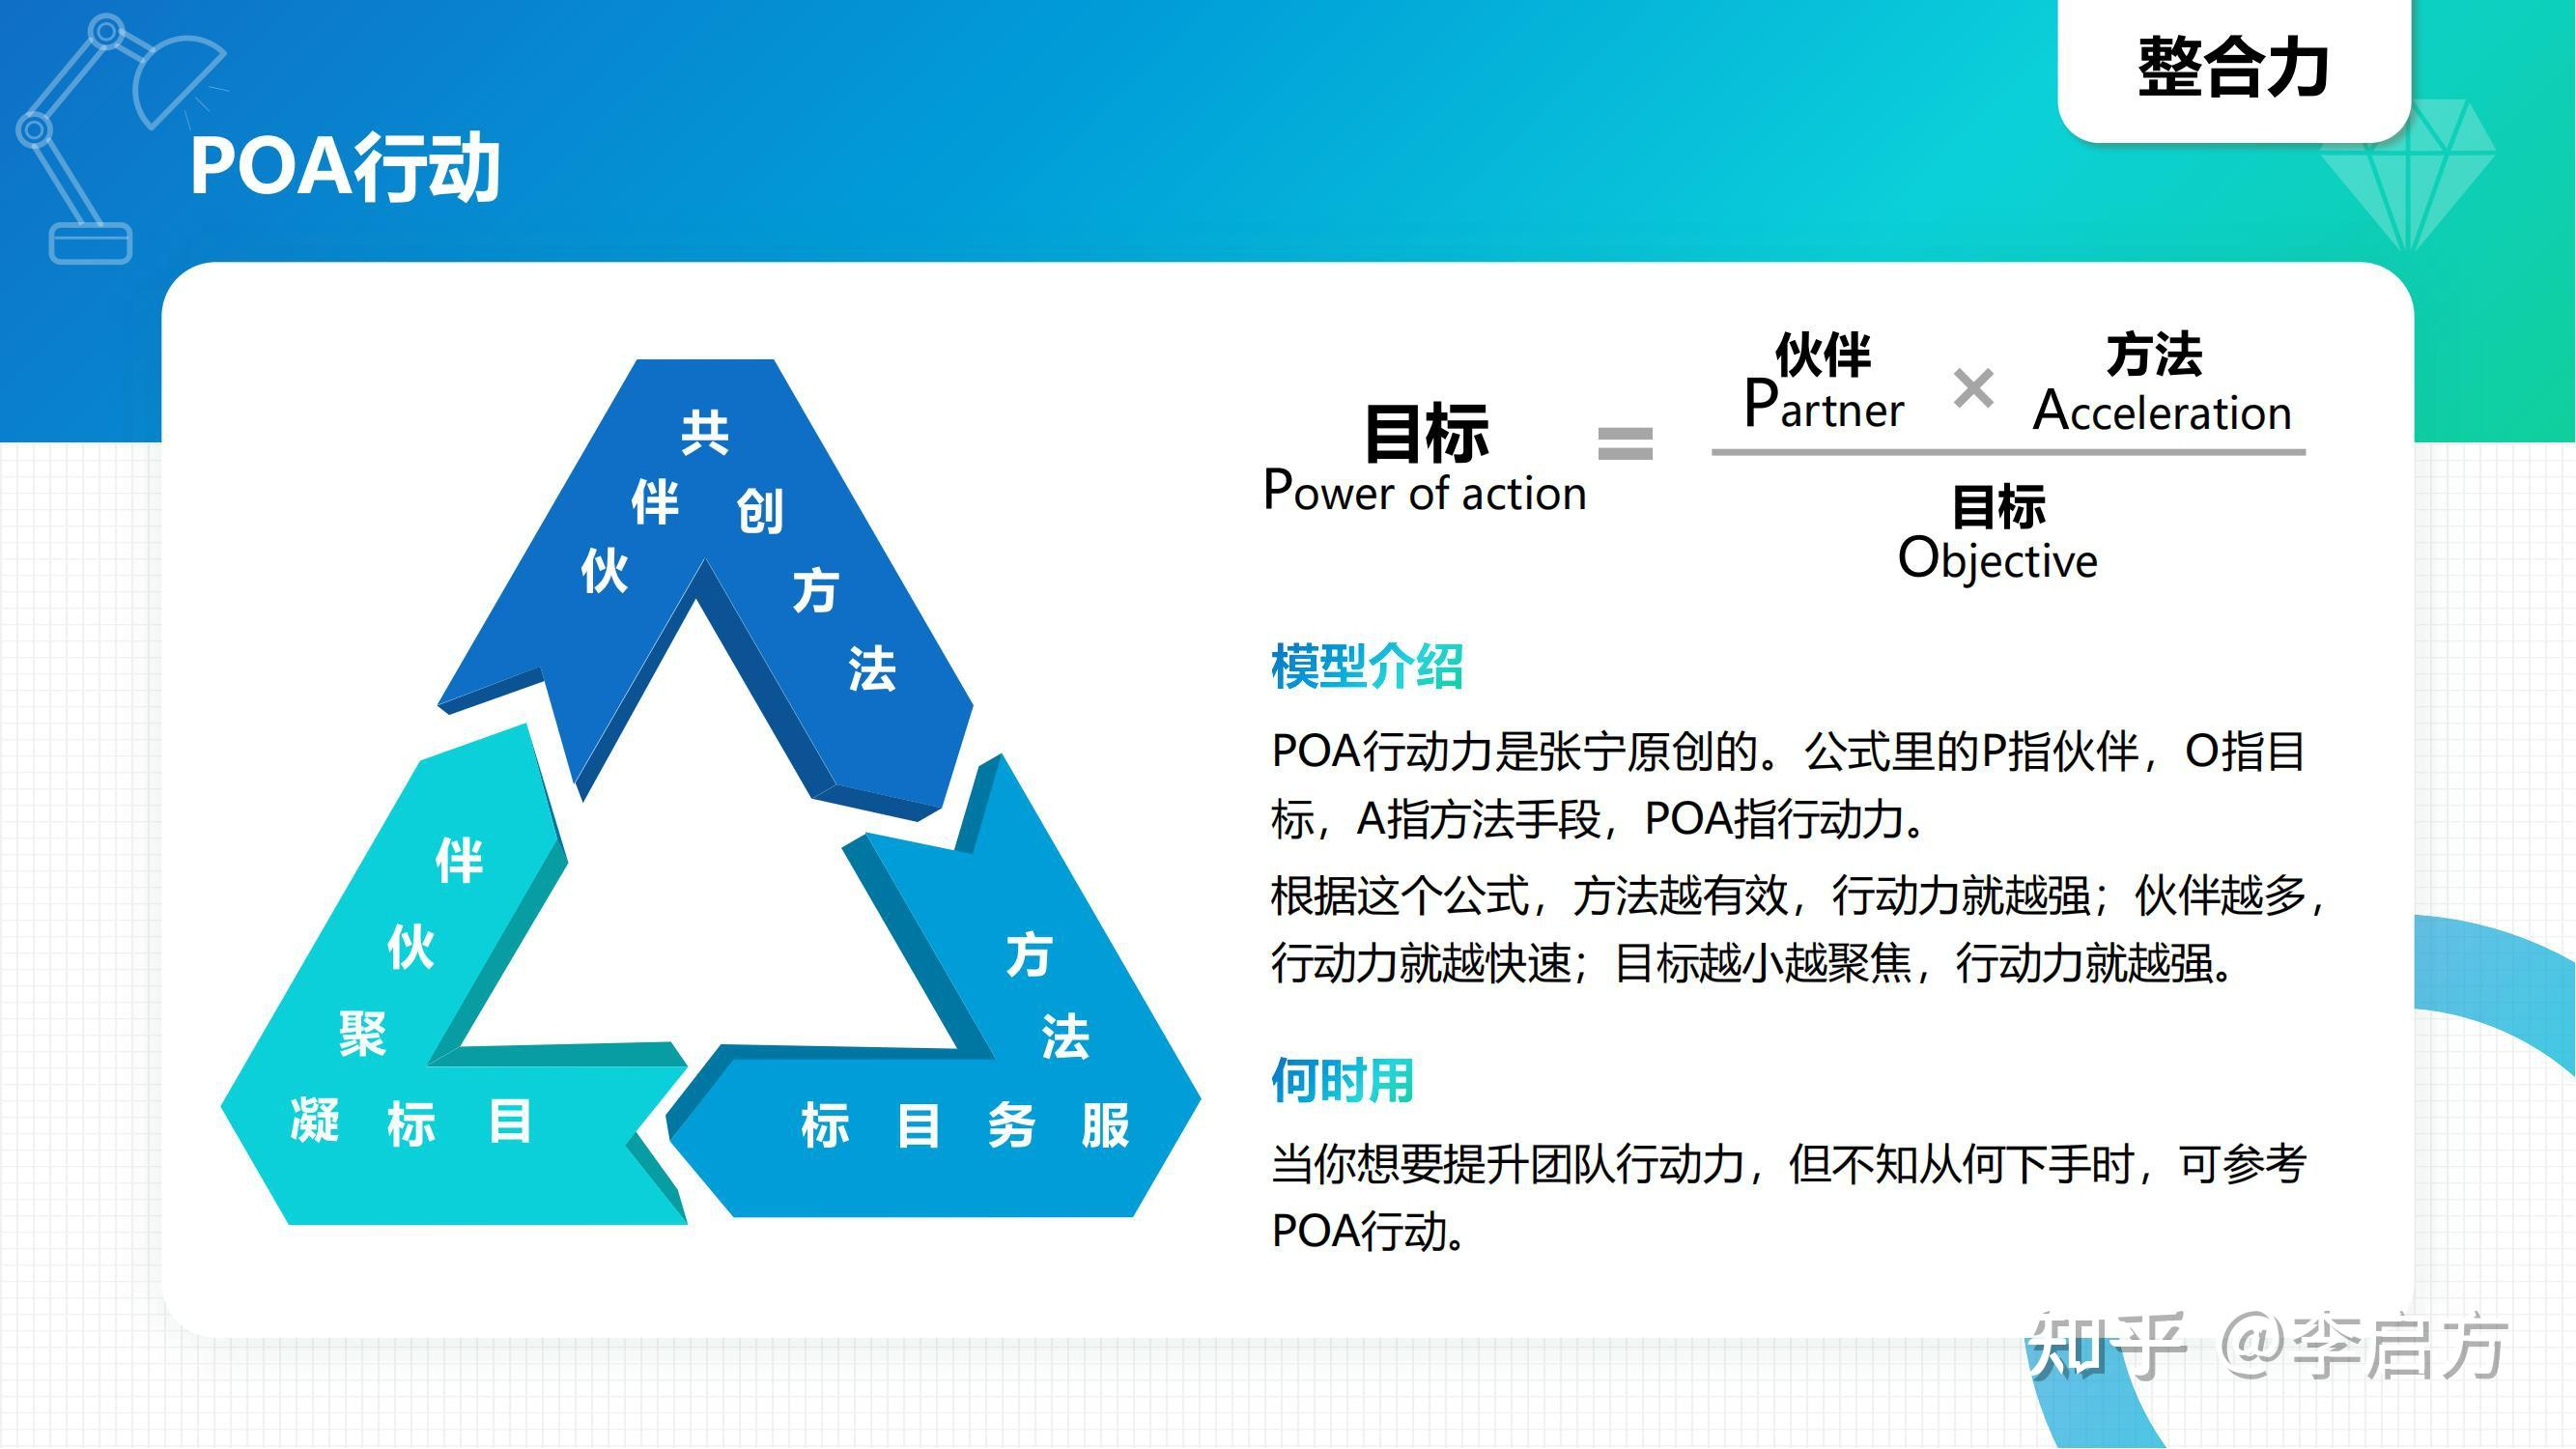 整合力
POA行动
伙伴共创方法
方法服务目标
目标凝聚伙伴
目标
Power of action
=
伙伴
Partner
×
方法
Acceleration
目标
Objective
模型介绍
POA行动力是张宁原创的。公式里的P指伙伴，O指目
标，A指方法手段，POA指行动力。
根据这个公式，方法越有效，行动力就越强；伙伴越多，
行动力就越快速；目标越小越聚焦，行动力就越强。
何时用
当你想要提升团队行动力，但不知从何下手时，可参考
POA行动。
知乎 @李启方